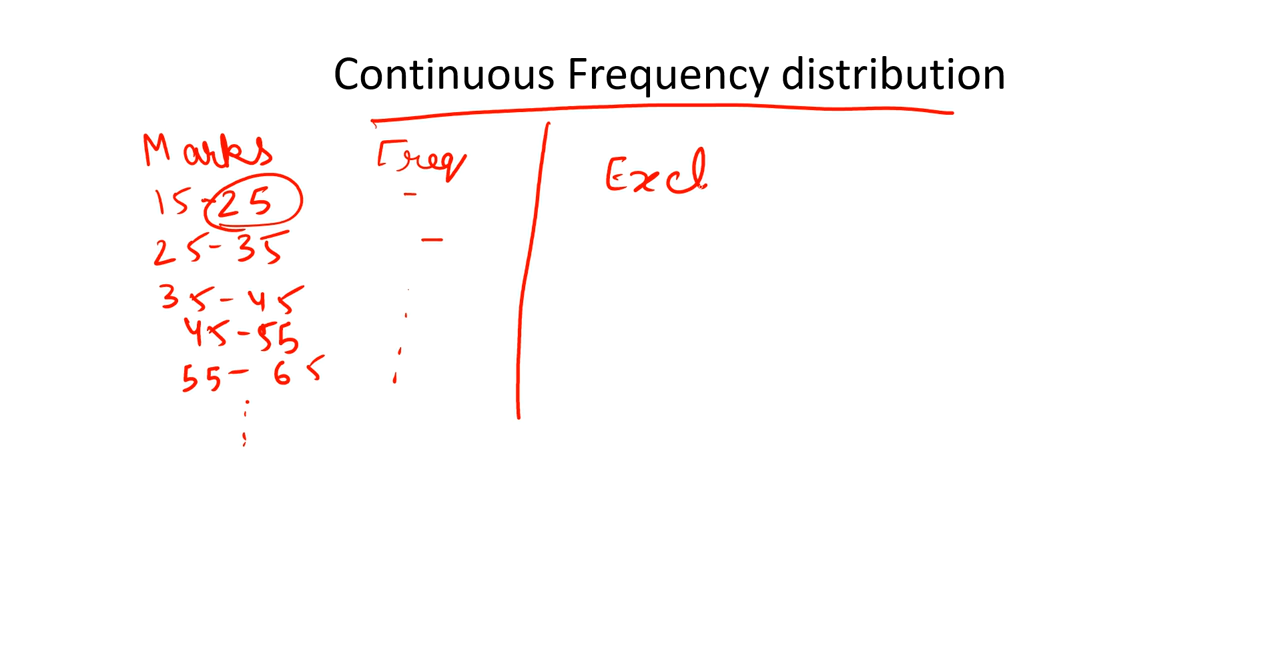 Continuous Frequency distribution
Marks Freq
15-25 -
25-35 -
35-45
45-55
55-65
Excl